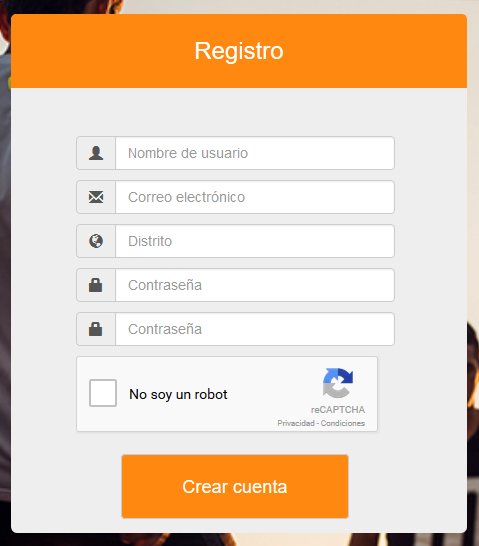 Registro
Nombre de usuario
Correo electrónico
Distrito
Contraseña
Contraseña
No soy un robot
reCAPTCHA
Privacidad - Condiciones
Crear cuenta